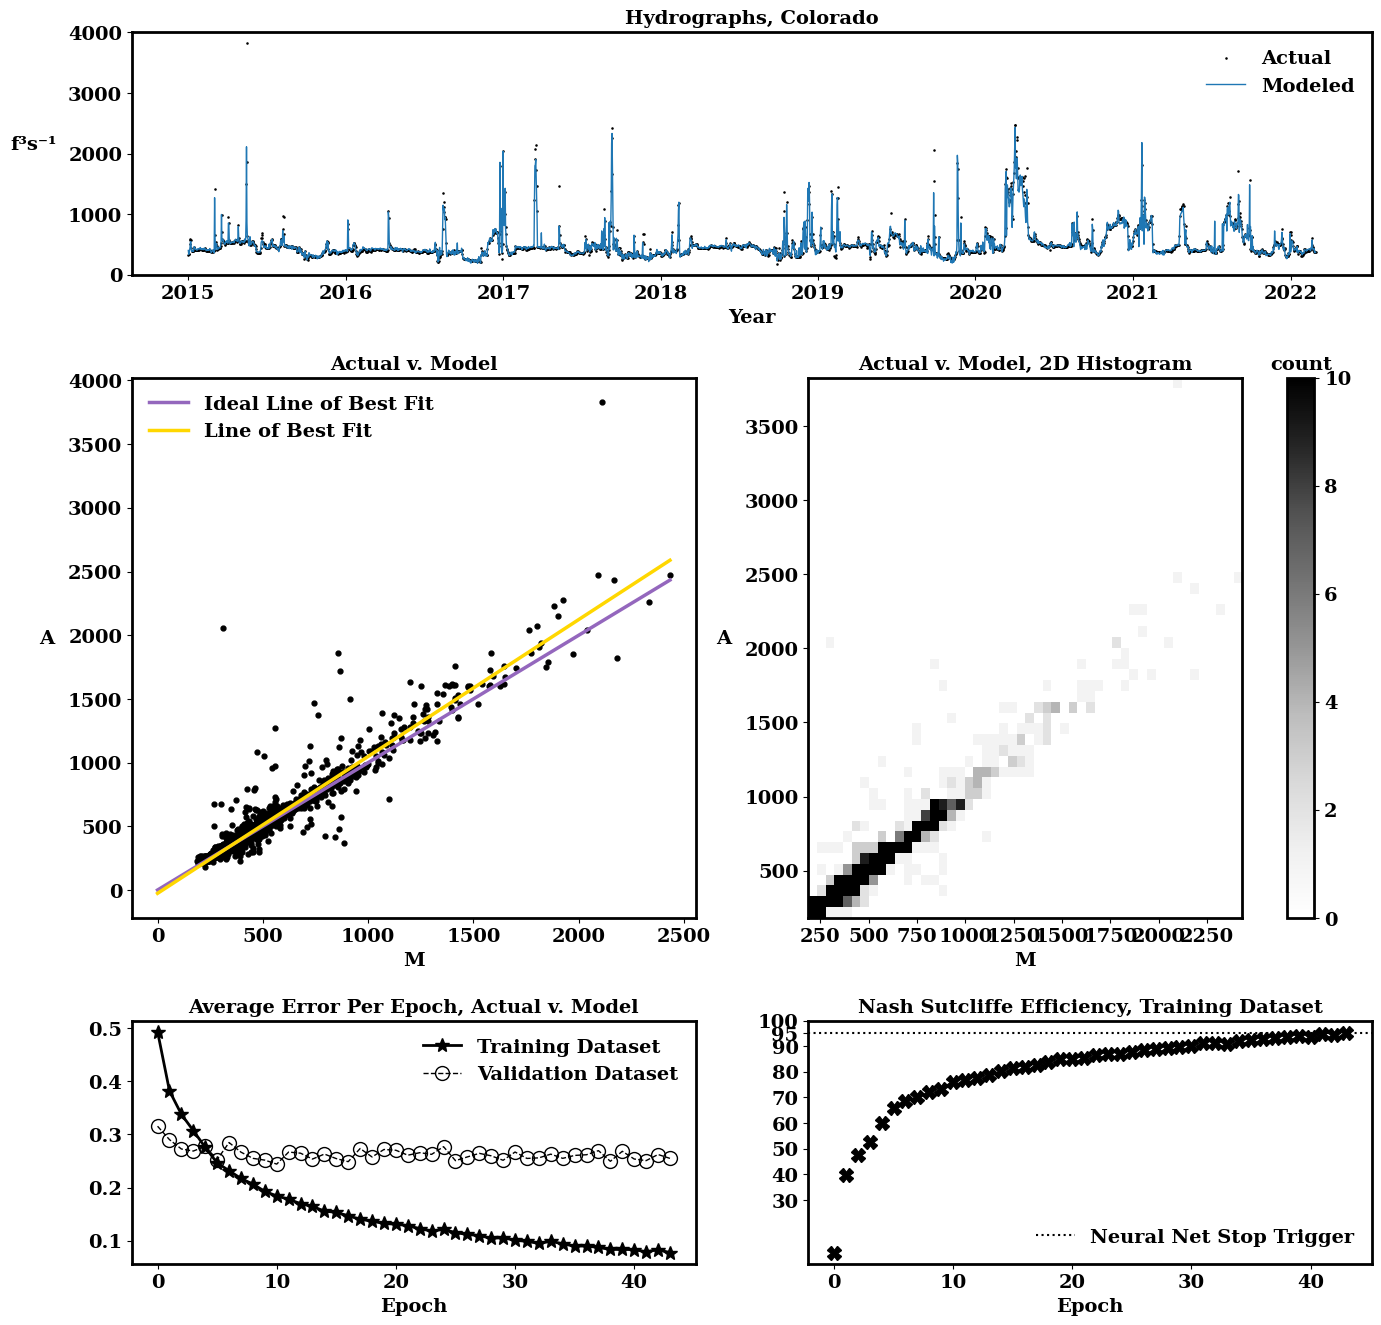 Hydrographs, Colorado
4000
3000
2000
1000
0
f³s⁻¹
Actual
Modeled
2015 2016 2017 2018 2019 2020 2021 2022
Year
Actual v. Model
4000
3500
3000
2500
2000
1500
1000
500
0
A
Ideal Line of Best Fit
Line of Best Fit
0 500 1000 1500 2000 2500
M
Actual v. Model, 2D Histogram
3500
3000
2500
2000
1500
1000
500
A
250 500 750 1000 1250 1500 1750 2000 2250
M
count
10
8
6
4
2
0
Average Error Per Epoch, Actual v. Model
0.5
0.4
0.3
0.2
0.1
Training Dataset
Validation Dataset
0 10 20 30 40
Epoch
Nash Sutcliffe Efficiency, Training Dataset
100
95
90
80
70
60
50
40
30
Neural Net Stop Trigger
0 10 20 30 40
Epoch